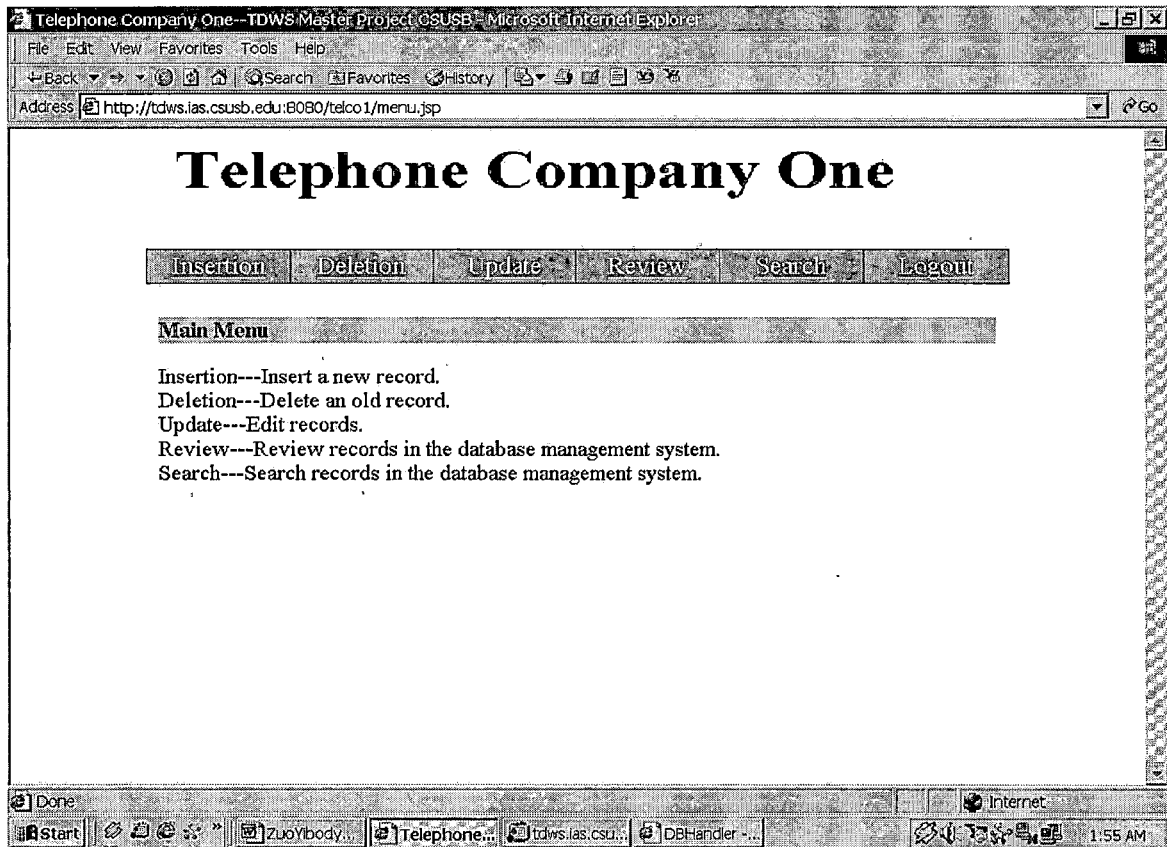 Telephone Company One--TDWS Master Project CSUSB - Microsoft Internet Explorer
File Edit View Favorites Tools Help
Back Search Favorites History
Address http://tdws.ias.csusb.edu:8080/telco1/menu.jsp Go
Telephone Company One
Insertion Deletion Update Review Search Logout
Main Menu
Insertion---Insert a new record.
Deletion---Delete an old record.
Update---Edit records.
Review---Review records in the database management system.
Search---Search records in the database management system.
Done Internet
Start ZuoYibody... Telephone... tdws.ias.csu... DBHandler -... 1:55 AM